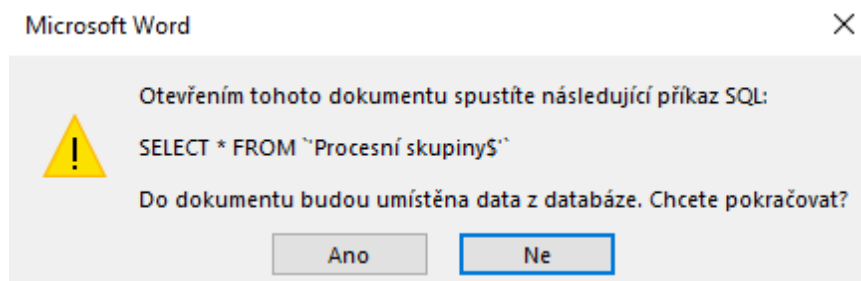 Microsoft Word
Otevřením tohoto dokumentu spustíte následující příkaz SQL:
SELECT * FROM `'Procesní skupiny$'`
Do dokumentu budou umístěna data z databáze. Chcete pokračovat?
Ano
Ne